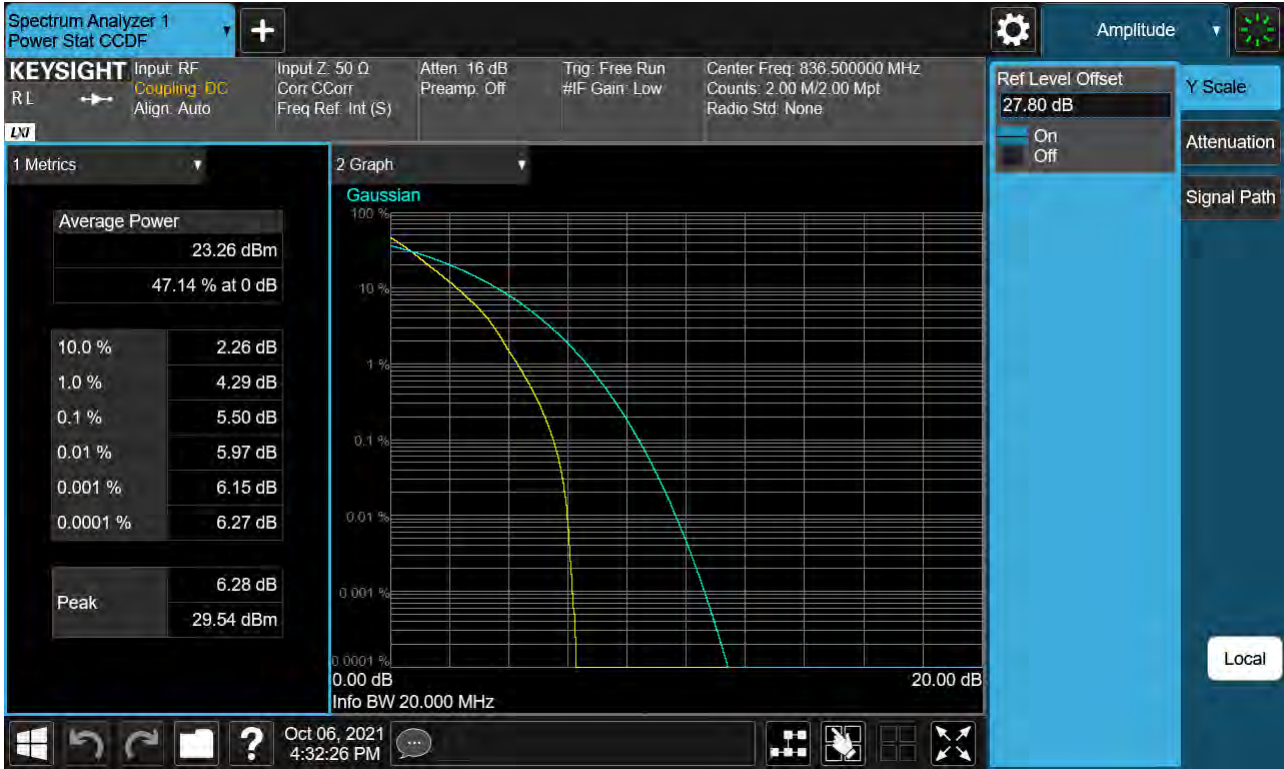 Spectrum Analyzer 1
Power Stat CCDF
Amplitude
KEYSIGHT
R L
LXI
Input: RF
Coupling: DC
Align: Auto
Input Z: 50 Ω
Corr CCorr
Freq Ref: Int (S)
Atten: 16 dB
Preamp: Off
Trig: Free Run
#IF Gain: Low
Center Freq: 836.500000 MHz
Counts: 2.00 M/2.00 Mpt
Radio Std: None
Ref Level Offset
27.80 dB
On
Off
Y Scale
Attenuation
Signal Path
1 Metrics
Average Power
23.26 dBm
47.14 % at 0 dB
10.0 % 2.26 dB
1.0 % 4.29 dB
0.1 % 5.50 dB
0.01 % 5.97 dB
0.001 % 6.15 dB
0.0001 % 6.27 dB
Peak
6.28 dB
29.54 dBm
2 Graph
Gaussian
100 %
10 %
1 %
0.1 %
0.01 %
0.001 %
0.0001 %
0.00 dB 20.00 dB
Info BW 20.000 MHz
Local
?
Oct 06, 2021
4:32:26 PM